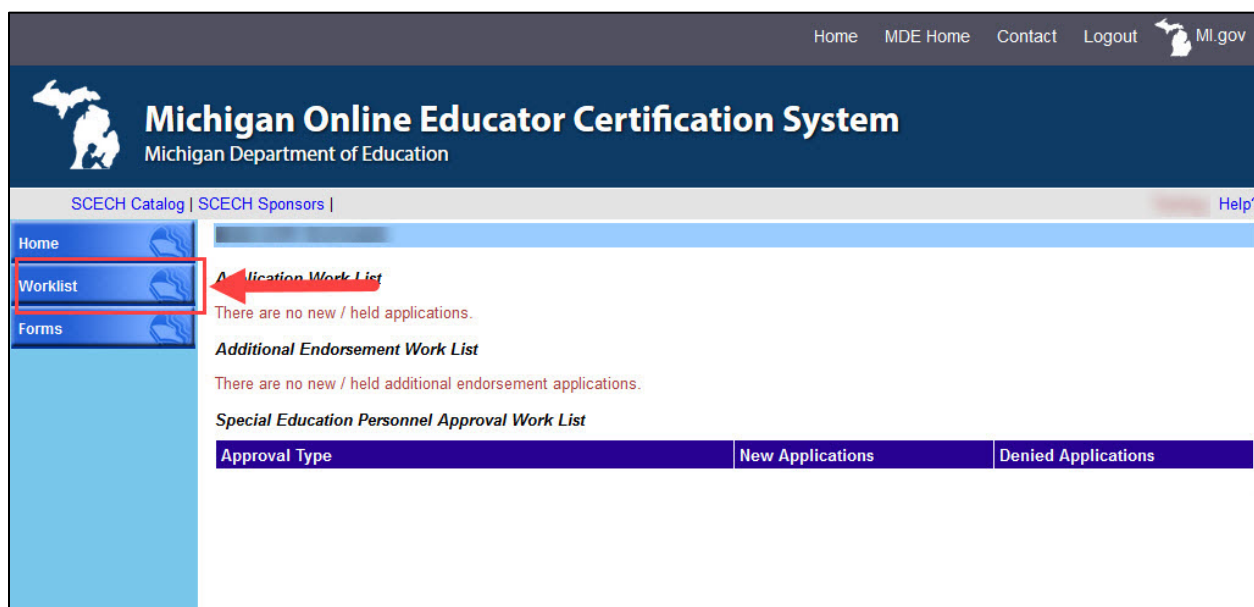 Home MDE Home Contact Logout MI.gov
Michigan Online Educator Certification System
Michigan Department of Education
SCECH Catalog | SCECH Sponsors | Help?
Home
Worklist
Forms
Application Work List
There are no new / held applications.
Additional Endorsement Work List
There are no new / held additional endorsement applications.
Special Education Personnel Approval Work List
Approval Type New Applications Denied Applications